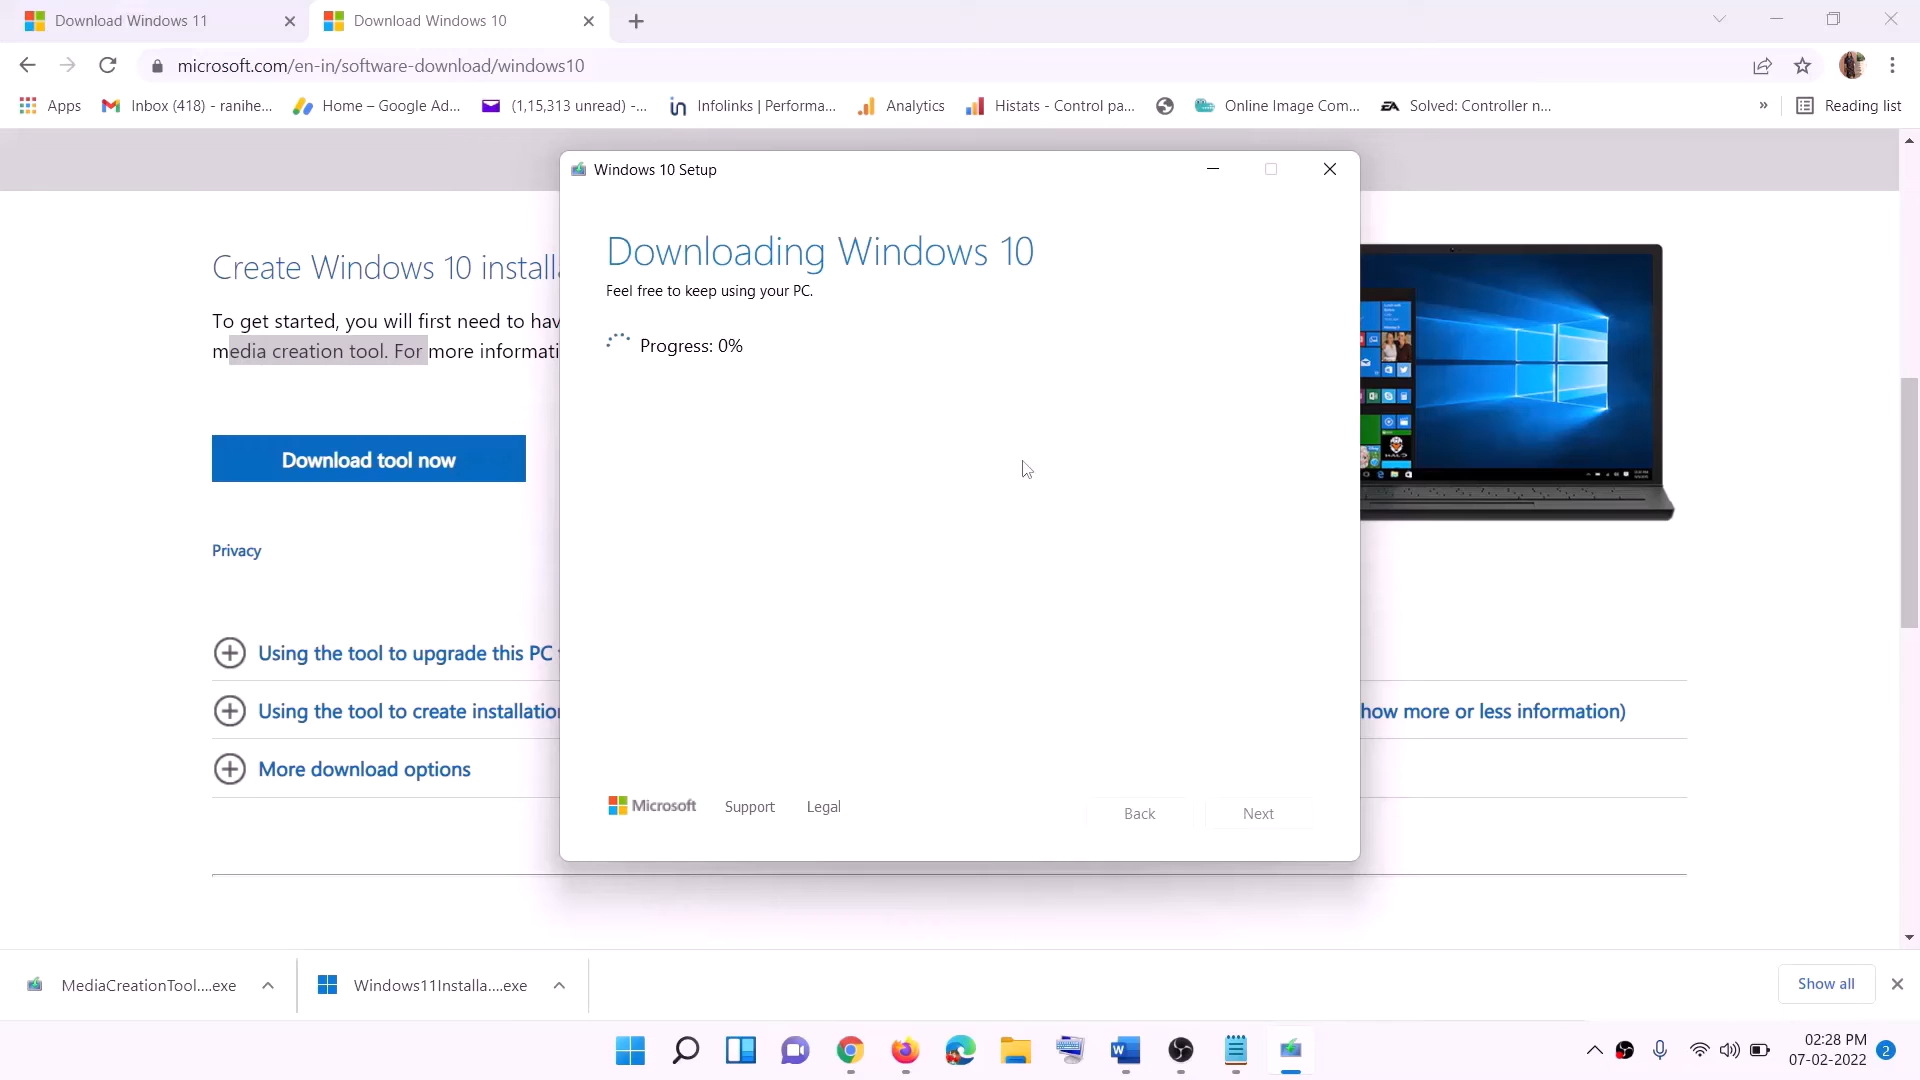 Download Windows 11
Download Windows 10
microsoft.com/en-in/software-download/windows10
Apps
Inbox (418) - ranihe...
Home – Google Ad...
(1,15,313 unread) -...
Infolinks | Performa...
Analytics
Histats - Control pa...
Online Image Com...
Solved: Controller n...
»
Reading list
Windows 10 Setup
Downloading Windows 10
Feel free to keep using your PC.
Progress: 0%
Create Windows 10 install
To get started, you will first need to hav
media creation tool. For more informati
Download tool now
Privacy
Using the tool to upgrade this PC
Using the tool to create installation
how more or less information)
More download options
Microsoft
Support
Legal
Back
Next
MediaCreationTool....exe
Windows11Installa....exe
Show all
02:28 PM
07-02-2022
2